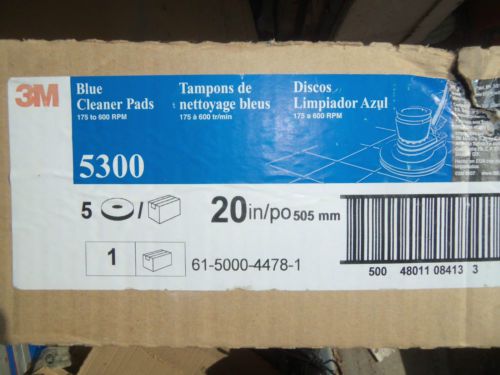 3M
Blue
Cleaner Pads
175 to 600 RPM
Tampons de
nettoyage bleus
175 à 600 tr/min
Discos
Limpiador Azul
175 a 600 RPM
5300
5 / 20in/po 505 mm
1 61-5000-4478-1
500 48011 08413 3